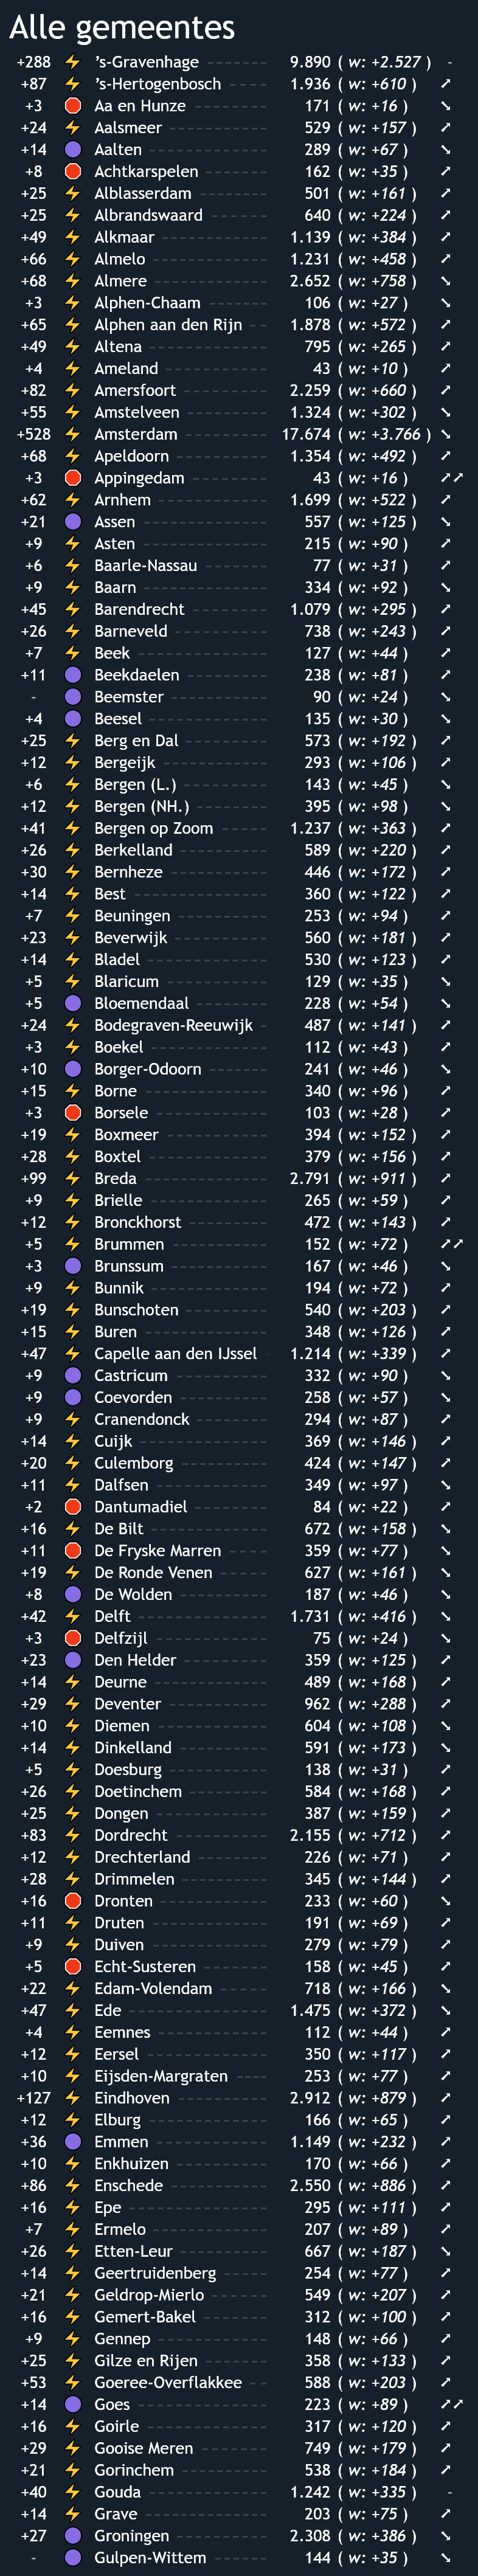 Alle gemeentes
+288 ⚡ 's-Gravenhage 9.890 ( w: +2.527 ) -
+87 ⚡ 's-Hertogenbosch 1.936 ( w: +610 ) ↗
+3 🛑 Aa en Hunze 171 ( w: +16 ) ↘
+24 ⚡ Aalsmeer 529 ( w: +157 ) ↗
+14 🟣 Aalten 289 ( w: +67 ) ↘
+8 🛑 Achtkarspelen 162 ( w: +35 ) ↗
+25 ⚡ Alblasserdam 501 ( w: +161 ) ↗
+25 ⚡ Albrandswaard 640 ( w: +224 ) ↗
+49 ⚡ Alkmaar 1.139 ( w: +384 ) ↗
+66 ⚡ Almelo 1.231 ( w: +458 ) ↗
+68 ⚡ Almere 2.652 ( w: +758 ) ↘
+3 ⚡ Alphen-Chaam 106 ( w: +27 ) ↘
+65 ⚡ Alphen aan den Rijn 1.878 ( w: +572 ) ↗
+49 ⚡ Altena 795 ( w: +265 ) ↗
+4 ⚡ Ameland 43 ( w: +10 ) ↗
+82 ⚡ Amersfoort 2.259 ( w: +660 ) ↗
+55 ⚡ Amstelveen 1.324 ( w: +302 ) ↘
+528 ⚡ Amsterdam 17.674 ( w: +3.766 ) ↘
+68 ⚡ Apeldoorn 1.354 ( w: +492 ) ↗
+3 🛑 Appingedam 43 ( w: +16 ) ↗↗
+62 ⚡ Arnhem 1.699 ( w: +522 ) ↗
+21 🟣 Assen 557 ( w: +125 ) ↘
+9 ⚡ Asten 215 ( w: +90 ) ↗
+6 ⚡ Baarle-Nassau 77 ( w: +31 ) ↗
+9 ⚡ Baarn 334 ( w: +92 ) ↘
+45 ⚡ Barendrecht 1.079 ( w: +295 ) ↗
+26 ⚡ Barneveld 738 ( w: +243 ) ↗
+7 ⚡ Beek 127 ( w: +44 ) ↗
+11 🟣 Beekdaelen 238 ( w: +81 ) ↗
- 🟣 Beemster 90 ( w: +24 ) ↘
+4 🟣 Beesel 135 ( w: +30 ) ↘
+25 ⚡ Berg en Dal 573 ( w: +192 ) ↗
+12 ⚡ Bergeijk 293 ( w: +106 ) ↗
+6 ⚡ Bergen (L.) 143 ( w: +45 ) ↘
+12 ⚡ Bergen (NH.) 395 ( w: +98 ) ↗
+41 ⚡ Bergen op Zoom 1.237 ( w: +363 ) ↗
+26 ⚡ Berkelland 589 ( w: +220 ) ↗
+30 ⚡ Bernheze 446 ( w: +172 ) ↗
+14 ⚡ Best 360 ( w: +122 ) ↗
+7 ⚡ Beuningen 253 ( w: +94 ) ↗
+23 ⚡ Beverwijk 560 ( w: +181 ) ↗
+14 ⚡ Bladel 530 ( w: +123 ) ↗
+5 ⚡ Blaricum 129 ( w: +35 ) ↘
+5 🟣 Bloemendaal 228 ( w: +54 ) ↗
+24 ⚡ Bodegraven-Reeuwijk 487 ( w: +141 ) ↗
+3 ⚡ Boekel 112 ( w: +43 ) ↗
+10 🟣 Borger-Odoorn 241 ( w: +46 ) ↘
+15 ⚡ Borne 340 ( w: +96 ) ↗
+3 🛑 Borsele 103 ( w: +28 ) ↗
+19 ⚡ Boxmeer 394 ( w: +152 ) ↗
+28 ⚡ Boxtel 379 ( w: +156 ) ↗
+99 ⚡ Breda 2.791 ( w: +911 ) ↗
+9 ⚡ Brielle 265 ( w: +59 ) ↗
+12 ⚡ Bronckhorst 472 ( w: +143 ) ↗
+5 ⚡ Brummen 152 ( w: +72 ) ↗↗
+3 🟣 Brunssum 167 ( w: +46 ) ↘
+9 ⚡ Bunnik 194 ( w: +72 ) ↗
+19 ⚡ Bunschoten 540 ( w: +203 ) ↗
+15 ⚡ Buren 348 ( w: +126 ) ↗
+47 ⚡ Capelle aan den IJssel 1.214 ( w: +339 ) ↗
+9 🟣 Castricum 332 ( w: +90 ) ↘
+9 🟣 Coevorden 258 ( w: +57 ) ↘
+9 ⚡ Cranendonck 294 ( w: +87 ) ↗
+14 ⚡ Cuijk 369 ( w: +146 ) ↗
+20 ⚡ Culemborg 424 ( w: +147 ) ↗
+11 ⚡ Dalfsen 349 ( w: +97 ) ↘
+2 🛑 Dantumadiel 84 ( w: +22 ) ↗
+16 ⚡ De Bilt 672 ( w: +158 ) ↘
+11 🛑 De Fryske Marren 359 ( w: +77 ) ↘
+19 ⚡ De Ronde Venen 627 ( w: +161 ) ↘
+8 🟣 De Wolden 187 ( w: +46 ) ↘
+42 ⚡ Delft 1.731 ( w: +416 ) ↘
+3 🛑 Delfzijl 75 ( w: +24 ) ↘
+23 🟣 Den Helder 359 ( w: +125 ) ↗
+14 ⚡ Deurne 489 ( w: +168 ) ↗
+29 ⚡ Deventer 962 ( w: +288 ) ↗
+10 ⚡ Diemen 604 ( w: +108 ) ↘
+14 ⚡ Dinkelland 591 ( w: +173 ) ↘
+5 ⚡ Doesburg 138 ( w: +31 ) ↗
+26 ⚡ Doetinchem 584 ( w: +168 ) ↗
+25 ⚡ Dongen 387 ( w: +159 ) ↗
+83 ⚡ Dordrecht 2.155 ( w: +712 ) ↗
+12 ⚡ Drechterland 226 ( w: +71 ) ↗
+28 ⚡ Drimmelen 345 ( w: +144 ) ↗
+16 🛑 Dronten 233 ( w: +60 ) ↘
+11 ⚡ Druten 191 ( w: +69 ) ↗
+9 ⚡ Duiven 279 ( w: +79 ) ↗
+5 🛑 Echt-Susteren 158 ( w: +45 ) ↗
+22 ⚡ Edam-Volendam 718 ( w: +166 ) ↘
+47 ⚡ Ede 1.475 ( w: +372 ) ↘
+4 ⚡ Eemnes 112 ( w: +44 ) ↗
+12 ⚡ Eersel 350 ( w: +117 ) ↗
+10 ⚡ Eijsden-Margraten 253 ( w: +77 ) ↗
+127 ⚡ Eindhoven 2.912 ( w: +879 ) ↗
+12 ⚡ Elburg 166 ( w: +65 ) ↗
+36 🟣 Emmen 1.149 ( w: +232 ) ↗
+10 ⚡ Enkhuizen 170 ( w: +66 ) ↗
+86 ⚡ Enschede 2.550 ( w: +886 ) ↗
+16 ⚡ Epe 295 ( w: +111 ) ↗
+7 ⚡ Ermelo 207 ( w: +89 ) ↗
+26 ⚡ Etten-Leur 667 ( w: +187 ) ↘
+14 ⚡ Geertruidenberg 254 ( w: +77 ) ↗
+21 ⚡ Geldrop-Mierlo 549 ( w: +207 ) ↗
+16 ⚡ Gemert-Bakel 312 ( w: +100 ) ↗
+9 ⚡ Gennep 148 ( w: +66 ) ↗
+25 ⚡ Gilze en Rijen 358 ( w: +133 ) ↗
+53 ⚡ Goeree-Overflakkee 588 ( w: +203 ) ↗
+14 🟣 Goes 223 ( w: +89 ) ↗↗
+16 ⚡ Goirle 317 ( w: +120 ) ↗
+29 ⚡ Gooise Meren 749 ( w: +179 ) ↗
+21 ⚡ Gorinchem 538 ( w: +184 ) ↗
+40 ⚡ Gouda 1.242 ( w: +335 ) -
+14 ⚡ Grave 203 ( w: +75 ) ↗
+27 🟣 Groningen 2.308 ( w: +386 ) ↘
- 🟣 Gulpen-Wittem 144 ( w: +35 ) ↘